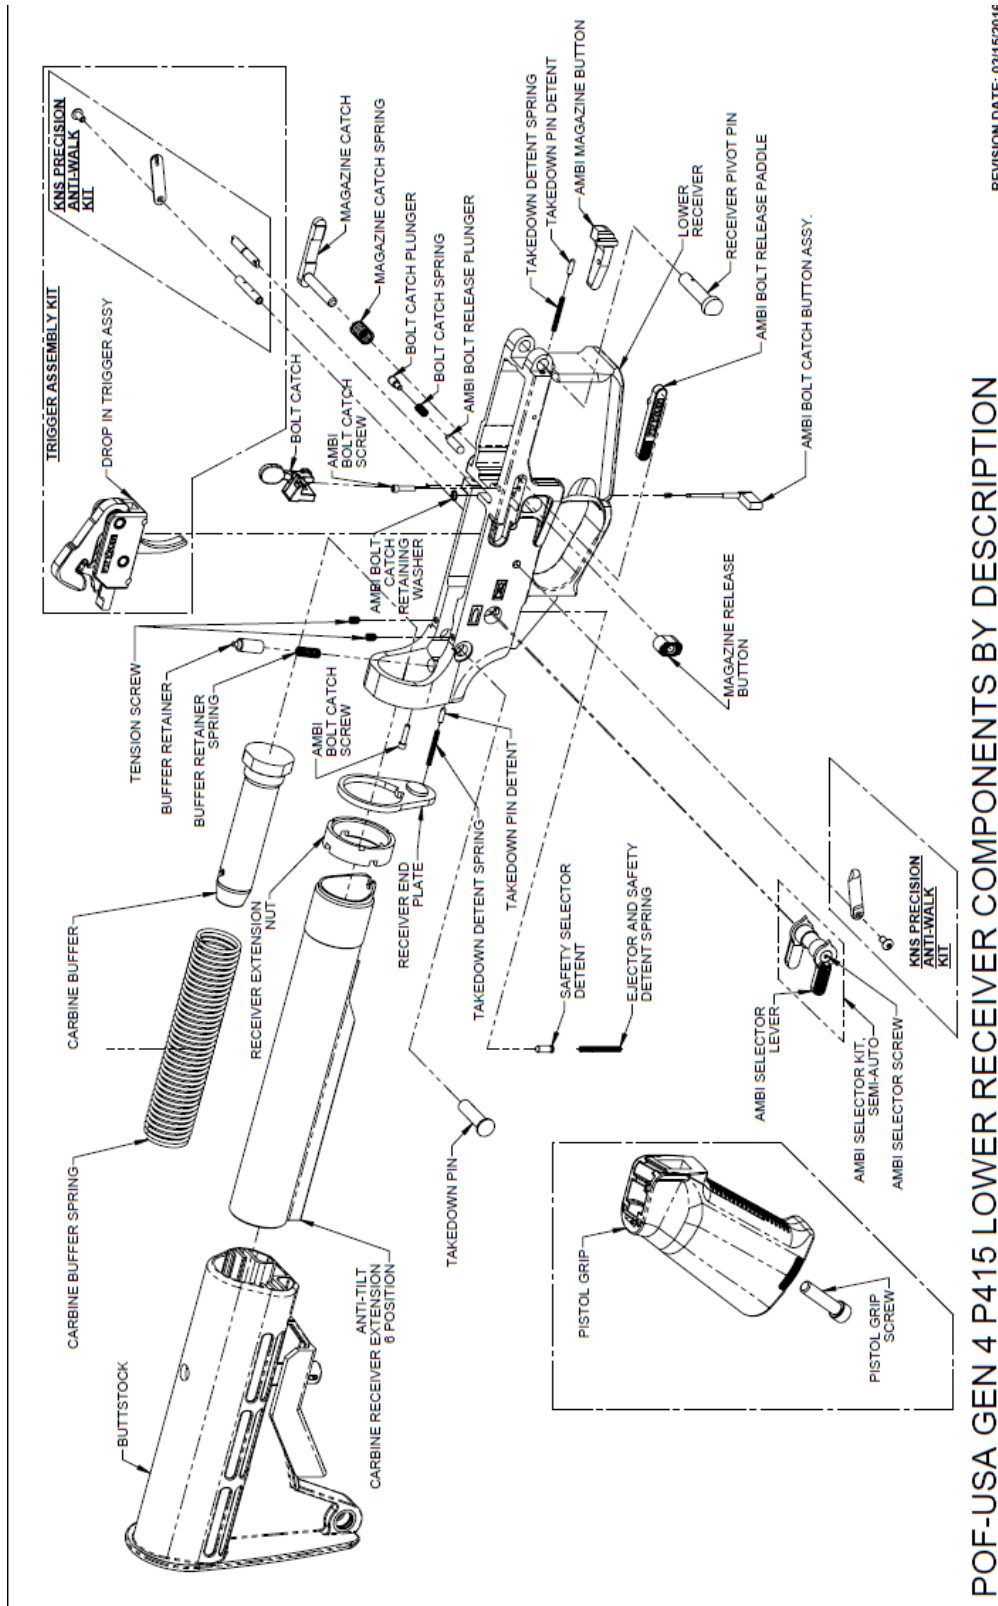 TRIGGER ASSEMBLY KIT
KNS PRECISION
ANTI-WALK
KIT
DROP IN TRIGGER ASSY
BUTTSTOCK
CARBINE BUFFER SPRING
CARBINE BUFFER
TENSION SCREW
BUFFER RETAINER
BUFFER RETAINER
SPRING
BOLT CATCH
AMBI
BOLT CATCH
SCREW
MAGAZINE CATCH
MAGAZINE CATCH SPRING
BOLT CATCH PLUNGER
BOLT CATCH SPRING
AMBI BOLT RELEASE PLUNGER
AMBI BOLT
CATCH
RETAINING
WASHER
RECEIVER EXTENSION
NUT
AMBI
BOLT CATCH
SCREW
TAKEDOWN DETENT SPRING
TAKEDOWN PIN DETENT
AMBI MAGAZINE BUTTON
ANTI-TILT
CARBINE RECEIVER EXTENSION
6 POSITION
RECEIVER END
PLATE
TAKEDOWN PIN
TAKEDOWN DETENT SPRING
TAKEDOWN PIN DETENT
LOWER
RECEIVER
RECEIVER PIVOT PIN
AMBI BOLT RELEASE PADDLE
AMBI BOLT CATCH BUTTON ASSY.
SAFETY SELECTOR
DETENT
EJECTOR AND SAFETY
DETENT SPRING
MAGAZINE RELEASE
BUTTON
PISTOL GRIP
PISTOL GRIP
SCREW
AMBI SELECTOR
LEVER
AMBI SELECTOR KIT,
SEMI-AUTO
AMBI SELECTOR SCREW
KNS PRECISION
ANTI-WALK
KIT
POF-USA GEN 4 P415 LOWER RECEIVER COMPONENTS BY DESCRIPTION
REVISION DATE: